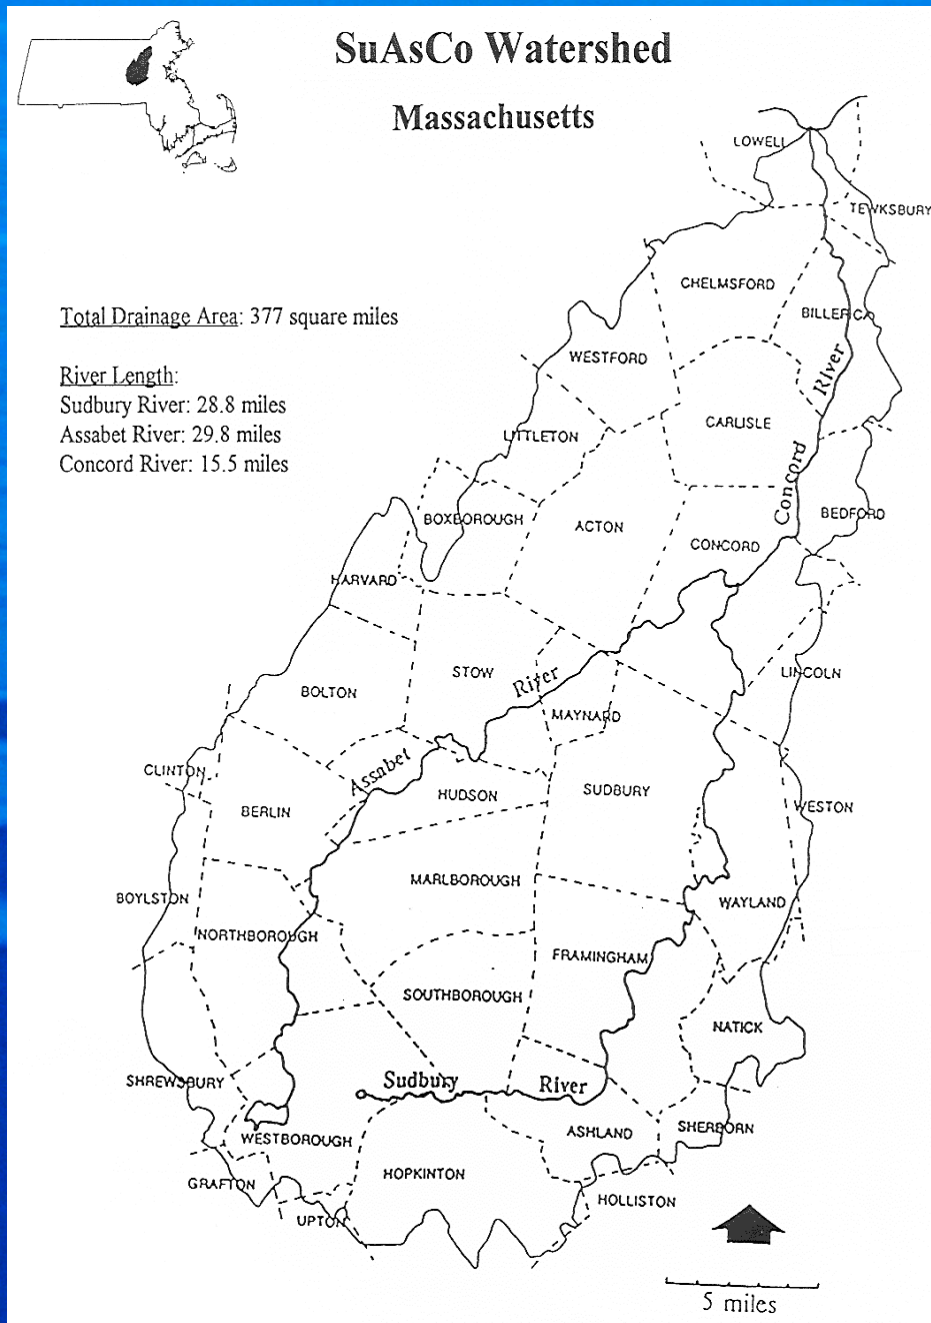 SuAsCo Watershed
Massachusetts
LOWELL
TEWKSBURY
CHELMSFORD
Total Drainage Area: 377 square miles
BILLERICA
WESTFORD
River Length:
Sudbury River: 28.8 miles
Assabet River: 29.8 miles
Concord River: 15.5 miles
CARLISLE
LITTLETON
Concord River
BOXBOROUGH
ACTON
BEDFORD
CONCORD
HARVARD
STOW
LINCOLN
BOLTON
Assabet River
MAYNARD
CLINTON
HUDSON
SUDBURY
BERLIN
WESTON
MARLBOROUGH
BOYLSTON
WAYLAND
NORTHBOROUGH
FRAMINGHAM
SOUTHBOROUGH
NATICK
SHREWSBURY
Sudbury River
WESTBOROUGH
ASHLAND
SHERBORN
HOPKINTON
GRAFTON
HOLLISTON
UPTON
5 miles